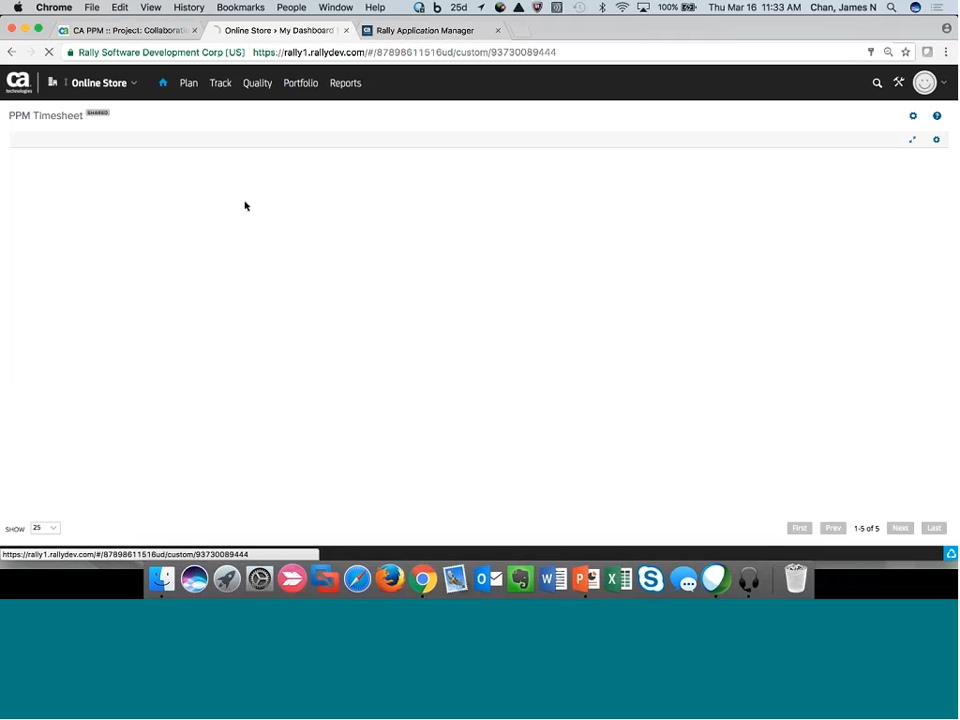 Chrome File Edit View History Bookmarks People Window Help 25d 100% Thu Mar 16 11:33 AM Chan, James N
CA PPM :: Project: Collaborati Online Store › My Dashboard Rally Application Manager
Rally Software Development Corp [US] https://rally1.rallydev.com/#/87898611516ud/custom/93730089444
ca technologies Online Store Plan Track Quality Portfolio Reports
PPM Timesheet SHARED
SHOW 25 First Prev 1-5 of 5 Next Last
https://rally1.rallydev.com/#/87898611516ud/custom/93730089444